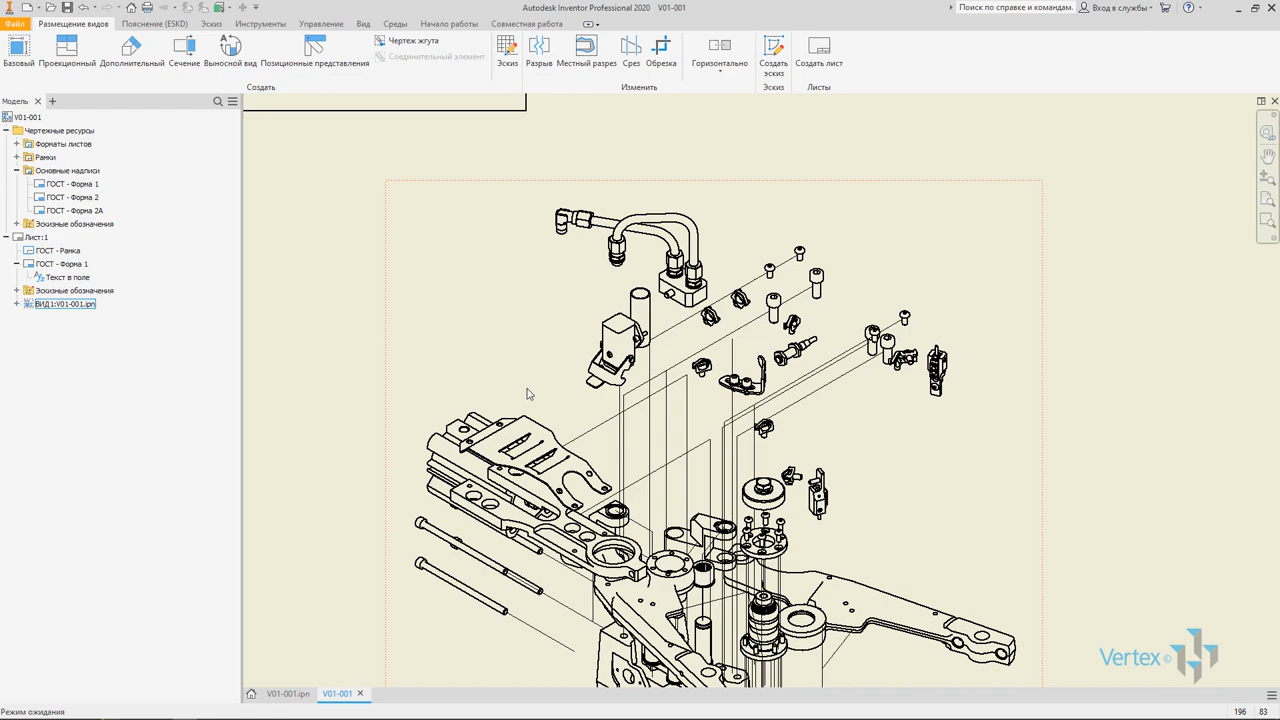 Autodesk Inventor Professional 2020 V01-001
Поиск по справке и командам.
Вход в службы
Файл
Размещение видов
Пояснение (ESKD)
Эскиз
Инструменты
Управление
Вид
Среды
Начало работы
Совместная работа
Базовый
Проекционный
Дополнительный
Сечение
Выносной вид
Позиционные представления
Чертеж жгута
Соединительный элемент
Эскиз
Разрыв
Местный разрез
Срез
Обрезка
Горизонтально
Создать эскиз
Создать лист
Создать
Изменить
Эскиз
Листы
Модель
V01-001
Чертежные ресурсы
Форматы листов
Рамки
Основные надписи
ГОСТ - Форма 1
ГОСТ - Форма 2
ГОСТ - Форма 2А
Эскизные обозначения
Лист:1
ГОСТ - Рамка
ГОСТ - Форма 1
Текст в поле
Эскизные обозначения
ВИД1:V01-001.ipn
Vertex©
V01-001.ipn
V01-001
Режим ожидания
196
83